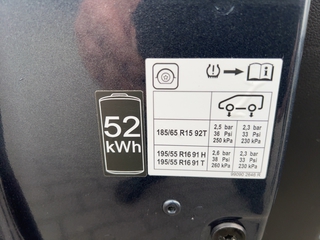 52
kWh
185/65 R15 92T 2,5 bar 2,3 bar
36 Psi 33 Psi
250 kPa 230 kPa
195/55 R16 91 H 2,6 bar 2,3 bar
195/55 R16 91 T 38 Psi 33 Psi
260 kPa 230 kPa